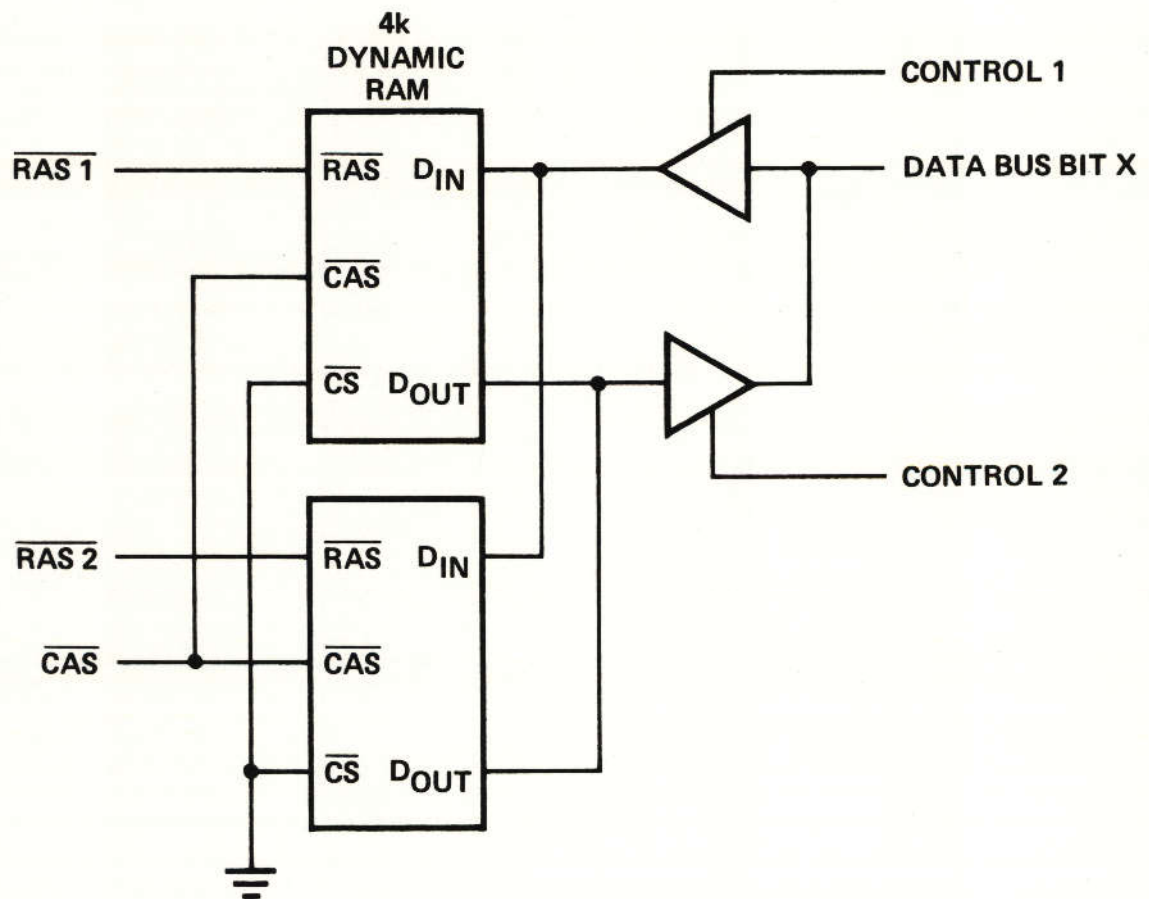 4k
DYNAMIC
RAM
CONTROL 1
RAS 1
RAS
DIN
DATA BUS BIT X
CAS
CS
DOUT
CONTROL 2
RAS 2
RAS
DIN
CAS
CAS
CS
DOUT